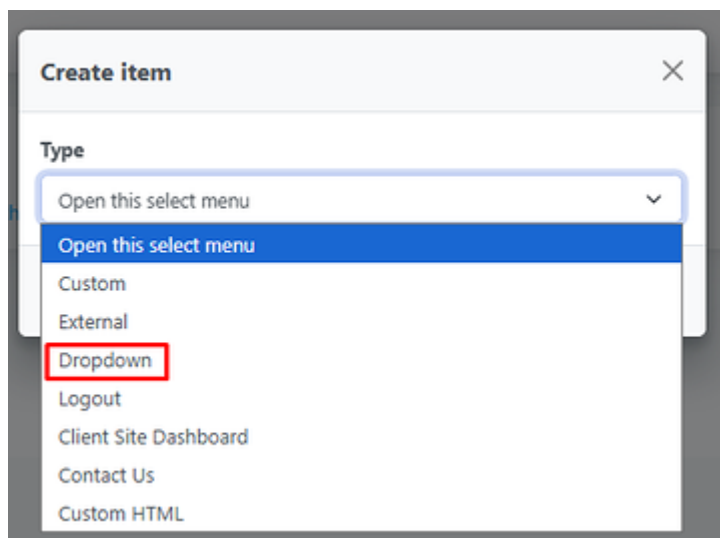 Create item
Type
Open this select menu
Open this select menu
Custom
External
Dropdown
Logout
Client Site Dashboard
Contact Us
Custom HTML